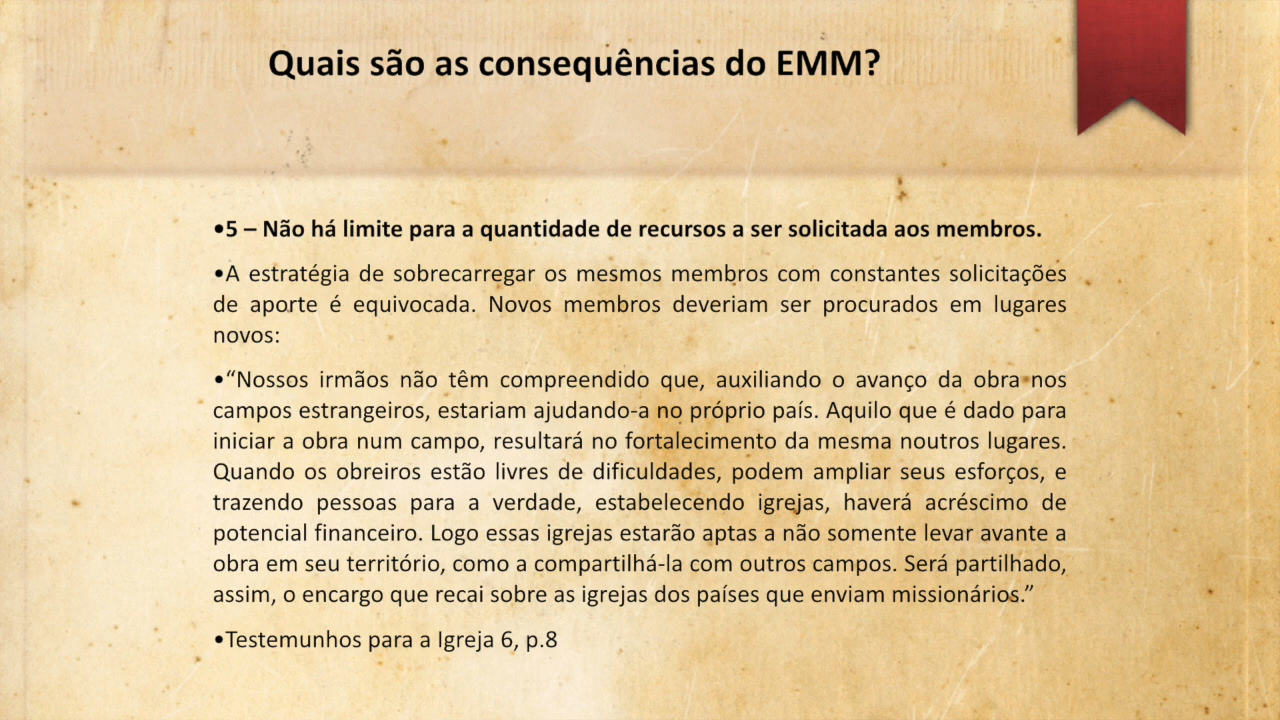 Quais são as consequências do EMM?
•5 – Não há limite para a quantidade de recursos a ser solicitada aos membros.
•A estratégia de sobrecarregar os mesmos membros com constantes solicitações
de aporte é equivocada. Novos membros deveriam ser procurados em lugares
novos:
•“Nossos irmãos não têm compreendido que, auxiliando o avanço da obra nos
campos estrangeiros, estariam ajudando-a no próprio país. Aquilo que é dado para
iniciar a obra num campo, resultará no fortalecimento da mesma noutros lugares.
Quando os obreiros estão livres de dificuldades, podem ampliar seus esforços, e
trazendo pessoas para a verdade, estabelecendo igrejas, haverá acréscimo de
potencial financeiro. Logo essas igrejas estarão aptas a não somente levar avante a
obra em seu território, como a compartilhá-la com outros campos. Será partilhado,
assim, o encargo que recai sobre as igrejas dos países que enviam missionários.”
•Testemunhos para a Igreja 6, p.8